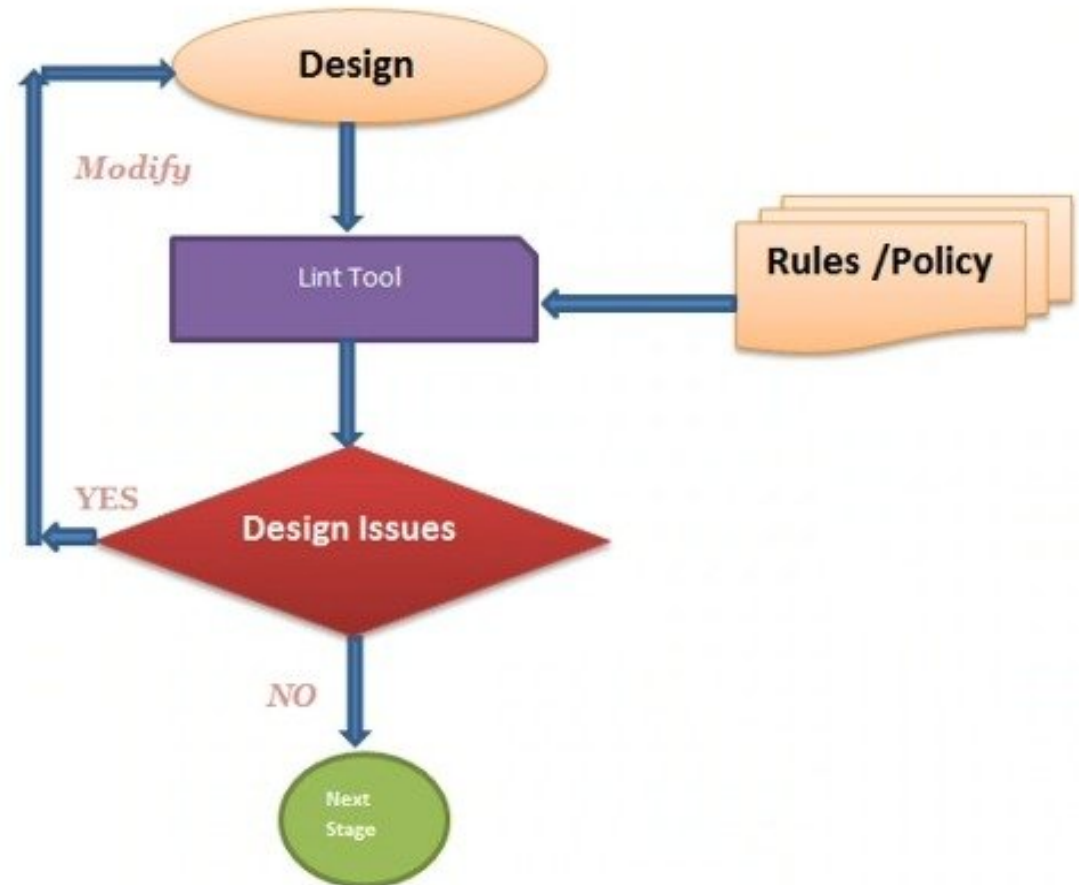 Design
Modify
Lint Tool
Rules /Policy
YES
Design Issues
NO
Next
Stage